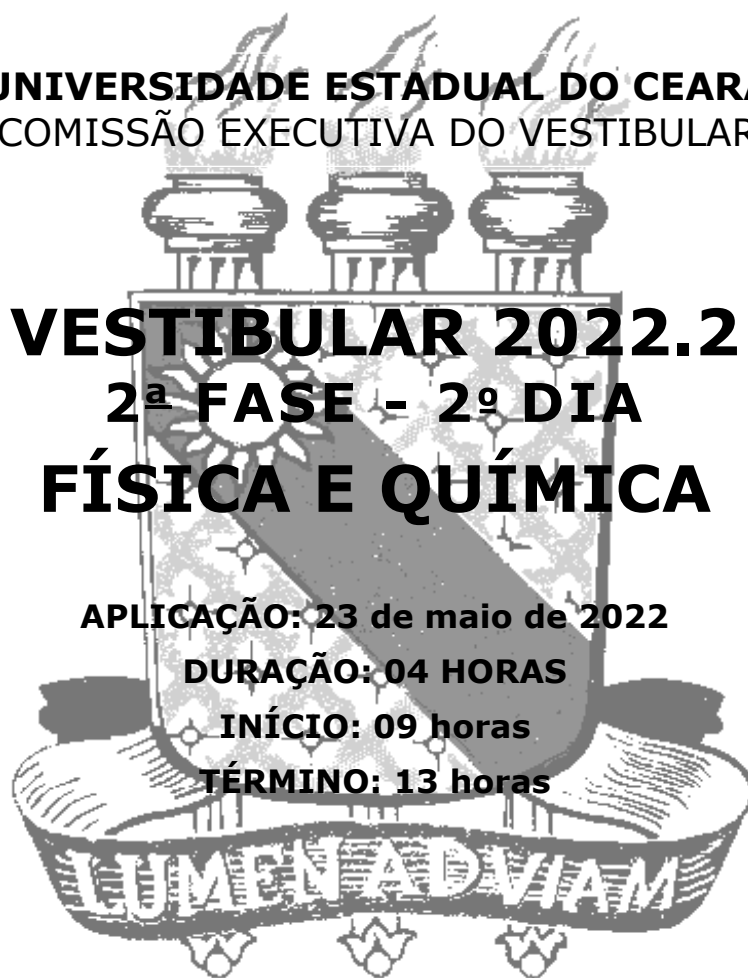 UNIVERSIDADE ESTADUAL DO CEARÁ
COMISSÃO EXECUTIVA DO VESTIBULAR
VESTIBULAR 2022.2
2ª FASE - 2º DIA
FÍSICA E QUÍMICA
APLICAÇÃO: 23 de maio de 2022
DURAÇÃO: 04 HORAS
INÍCIO: 09 horas
TÉRMINO: 13 horas
LUMEN AD VIAM